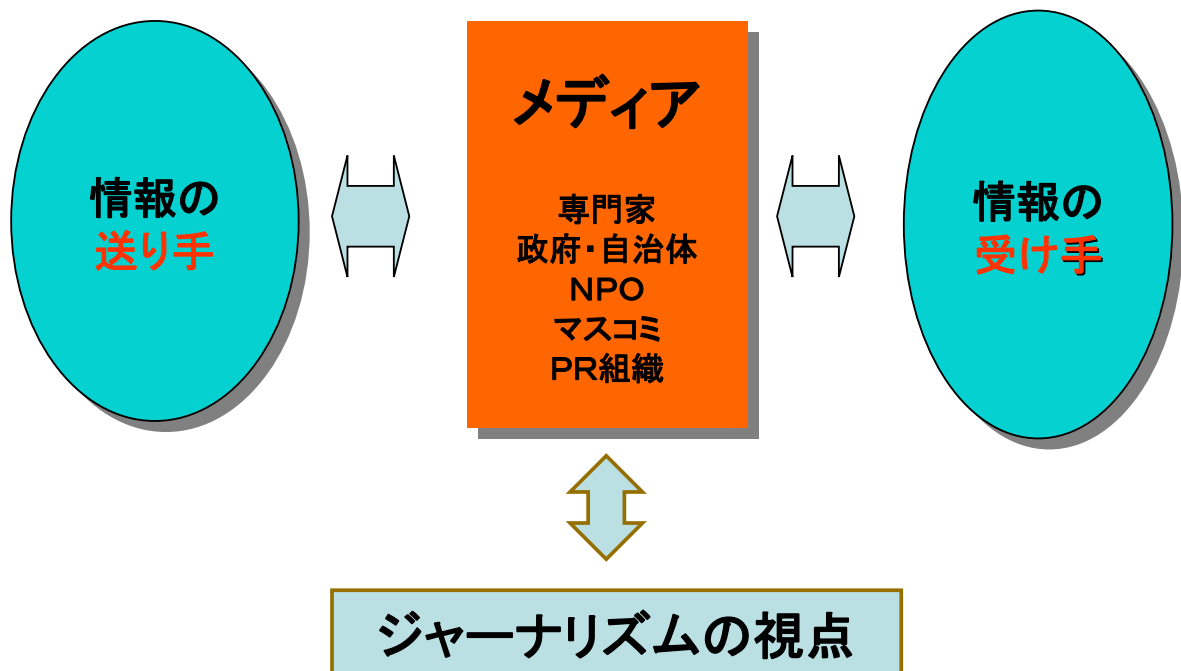 情報の
送り手
メディア
専門家
政府・自治体
ＮＰＯ
マスコミ
ＰＲ組織
情報の
受け手
ジャーナリズムの視点